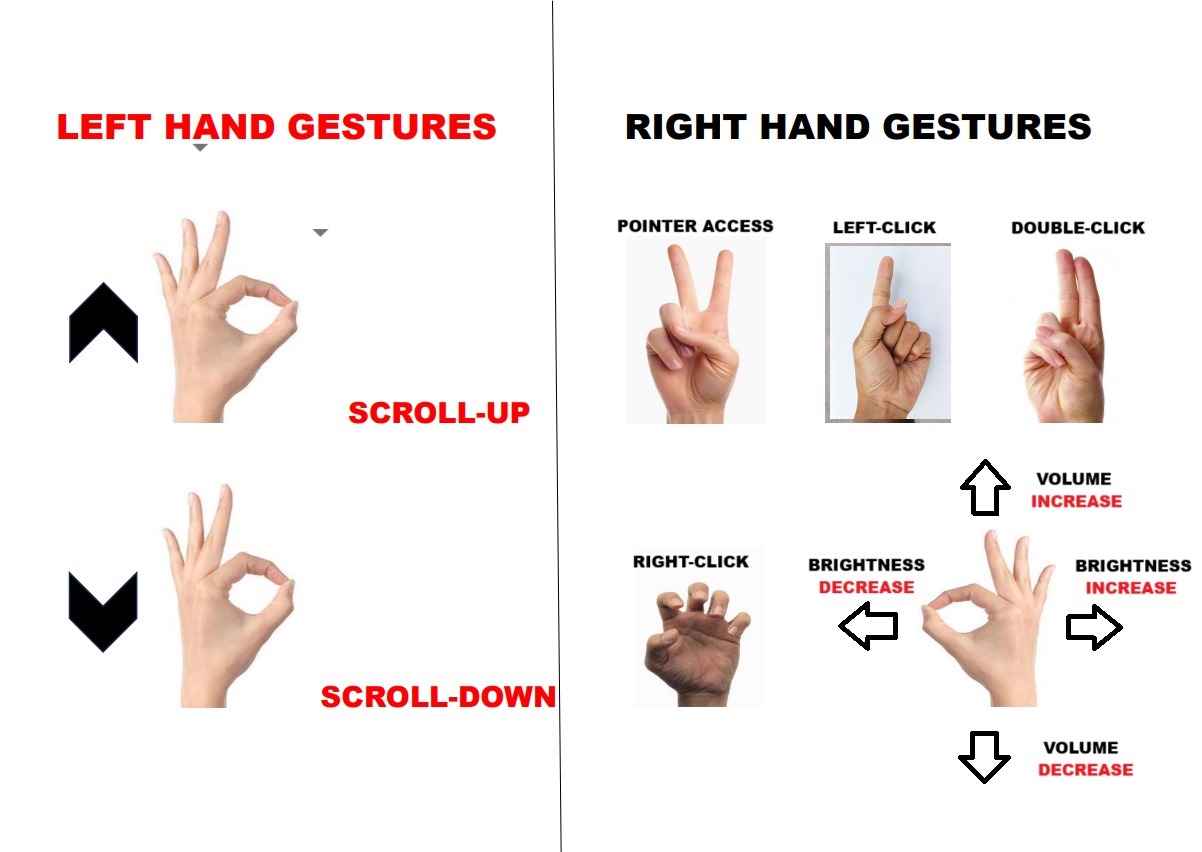 LEFT HAND GESTURES
SCROLL-UP
SCROLL-DOWN
RIGHT HAND GESTURES
POINTER ACCESS
LEFT-CLICK
DOUBLE-CLICK
VOLUME
INCREASE
RIGHT-CLICK
BRIGHTNESS
DECREASE
BRIGHTNESS
INCREASE
VOLUME
DECREASE